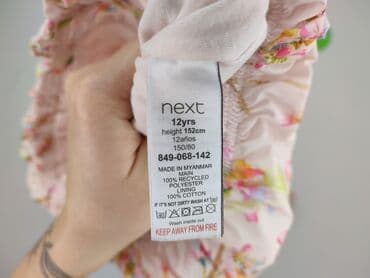 next
12yrs
height 152cm
12años
150/80
849-068-142
MADE IN MYANMAR
MAIN
100% RECYCLED
POLYESTER
LINING
100% COTTON
IF IT'S NOT DIRTY WASH AT 30°
Wash inside out
KEEP AWAY FROM FIRE